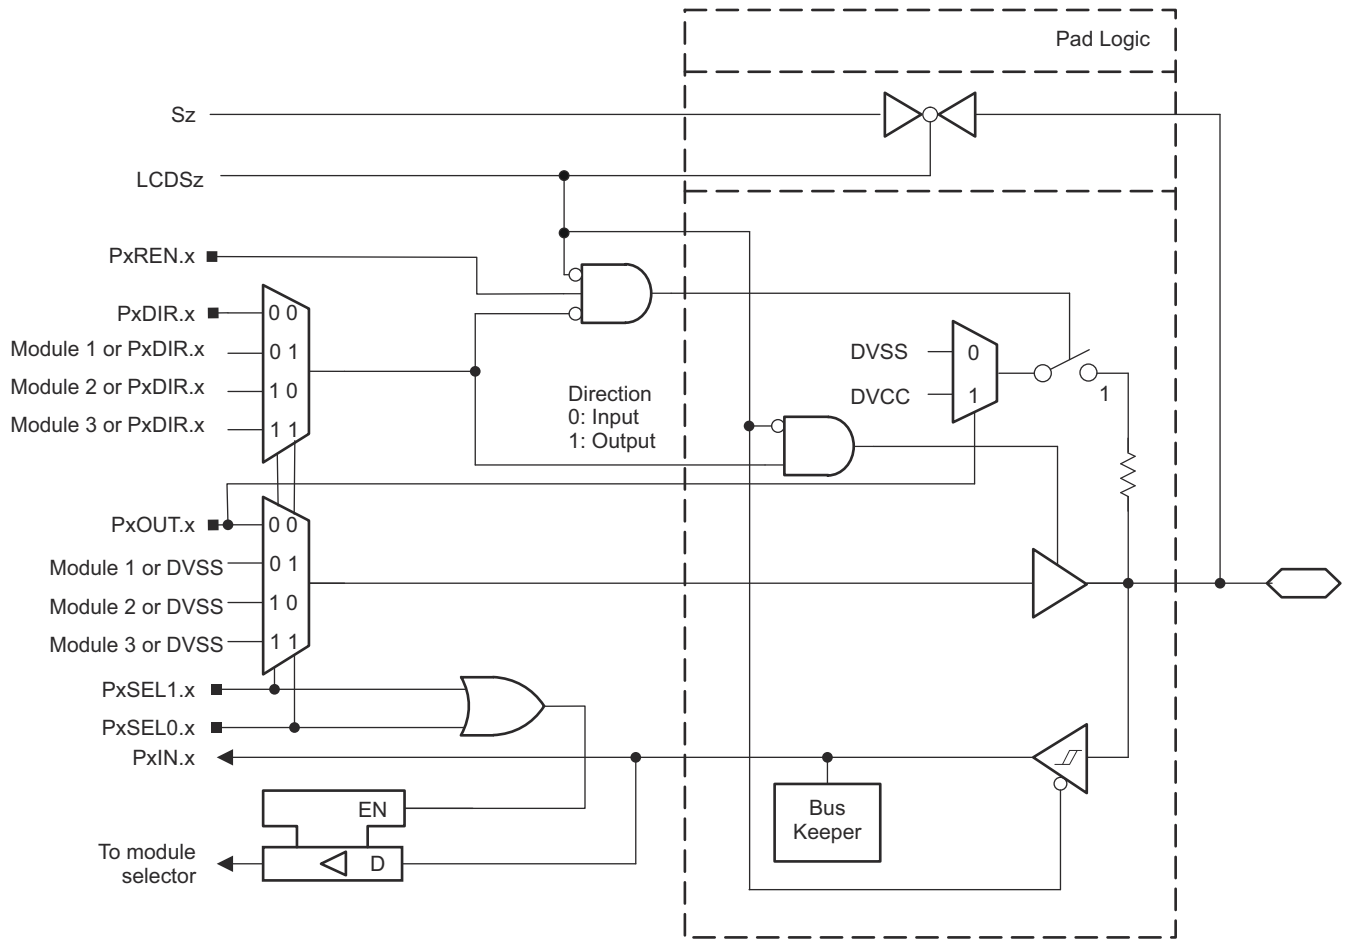 Pad Logic
Sz
LCDSz
PxREN.x
PxDIR.x
0 0
Module 1 or PxDIR.x
0 1
Module 2 or PxDIR.x
1 0
Module 3 or PxDIR.x
1 1
Direction
0: Input
1: Output
DVSS
0
DVCC
1
1
PxOUT.x
0 0
Module 1 or DVSS
0 1
Module 2 or DVSS
1 0
Module 3 or DVSS
1 1
PxSEL1.x
PxSEL0.x
PxIN.x
EN
Bus
Keeper
To module
selector
D